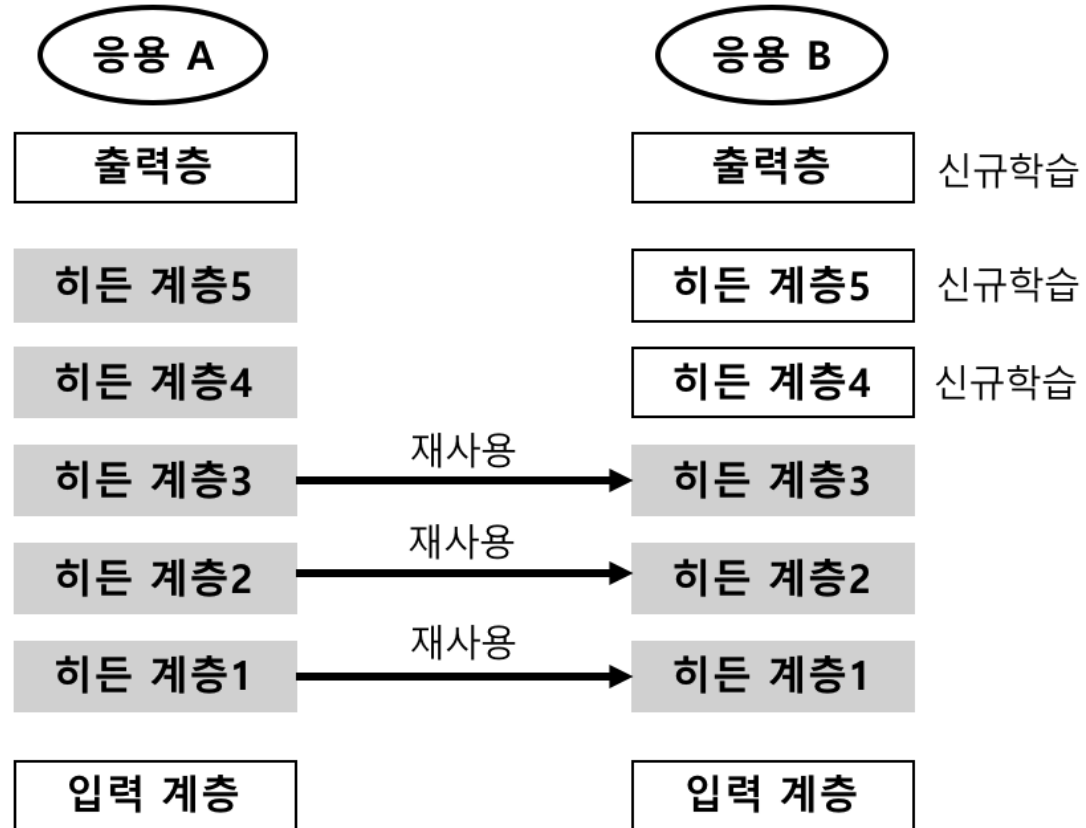 응용 A
응용 B
출력층
출력층
신규학습
히든 계층5
히든 계층5
신규학습
히든 계층4
히든 계층4
신규학습
히든 계층3
재사용
히든 계층3
히든 계층2
재사용
히든 계층2
히든 계층1
재사용
히든 계층1
입력 계층
입력 계층